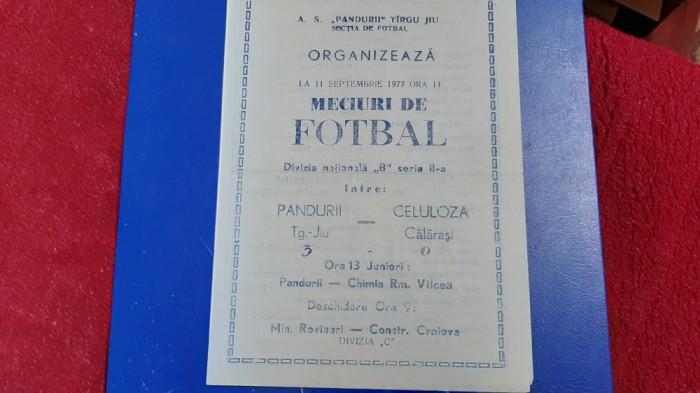 A. S. „PANDURII" TÎRGU JIU
SECȚIA DE FOTBAL
ORGANIZEAZĂ
LA 11 SEPTEMBRIE 1977 ORA 11
MECIURI DE
FOTBAL
Divizia națională „B" seria II-a
între:
PANDURII — CELULOZA
Tg.-Jiu Călărași
3 - 0
Ora 13 Juniori:
Pandurii — Chimia Rm. Vîlcea
Deschidere Ora 9:
Min. Rovinari — Constr. Craiova
DIVIZIA „C"